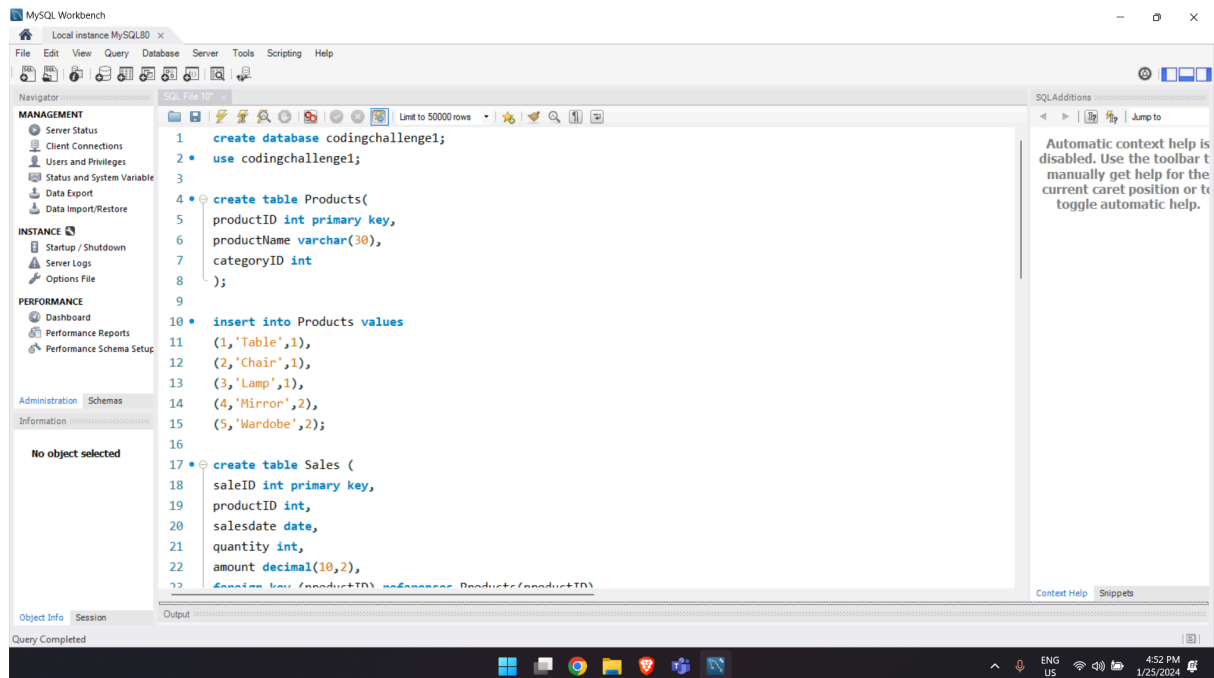 MySQL Workbench
Local instance MySQL80
File Edit View Query Database Server Tools Scripting Help
Navigator
MANAGEMENT
Server Status
Client Connections
Users and Privileges
Status and System Variable
Data Export
Data Import/Restore
INSTANCE
Startup / Shutdown
Server Logs
Options File
PERFORMANCE
Dashboard
Performance Reports
Performance Schema Setup
Administration Schemas
Information
No object selected
Object Info Session
Query Completed
SQL File 10*
Limit to 50000 rows
1 create database codingchallenge1;
2 use codingchallenge1;
3
4 create table Products(
5 productID int primary key,
6 productName varchar(30),
7 categoryID int
8 );
9
10 insert into Products values
11 (1,'Table',1),
12 (2,'Chair',1),
13 (3,'Lamp',1),
14 (4,'Mirror',2),
15 (5,'Wardobe',2);
16
17 create table Sales (
18 saleID int primary key,
19 productID int,
20 salesdate date,
21 quantity int,
22 amount decimal(10,2),
23 foreign key (productID) references Products(productID)
Output
SQLAdditions
Jump to
Automatic context help is
disabled. Use the toolbar t
manually get help for the
current caret position or to
toggle automatic help.
Context Help Snippets
ENG
US
4:52 PM
1/25/2024